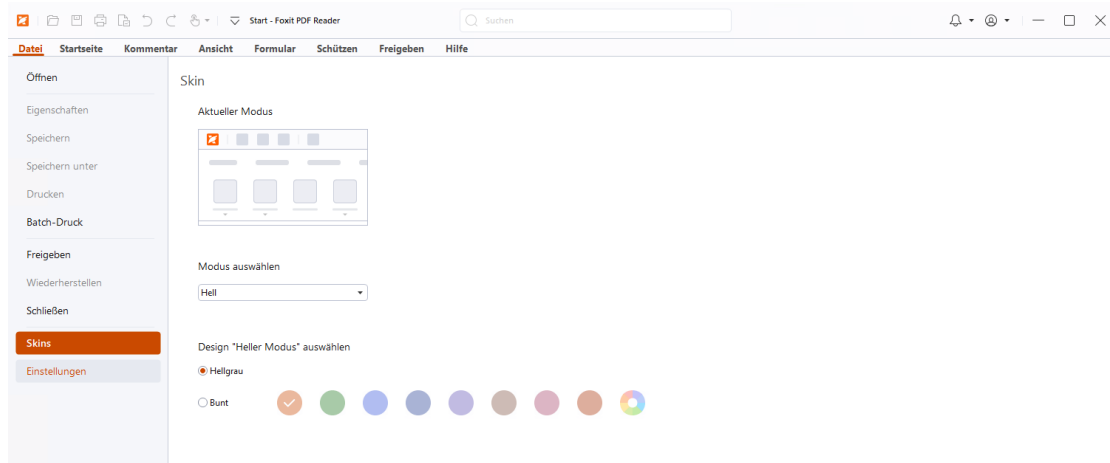 Start - Foxit PDF Reader
Suchen
Datei Startseite Kommentar Ansicht Formular Schützen Freigeben Hilfe
Öffnen
Eigenschaften
Speichern
Speichern unter
Drucken
Batch-Druck
Freigeben
Wiederherstellen
Schließen
Skins
Einstellungen
Skin
Aktueller Modus
Modus auswählen
Hell
Design "Heller Modus" auswählen
Hellgrau
Bunt